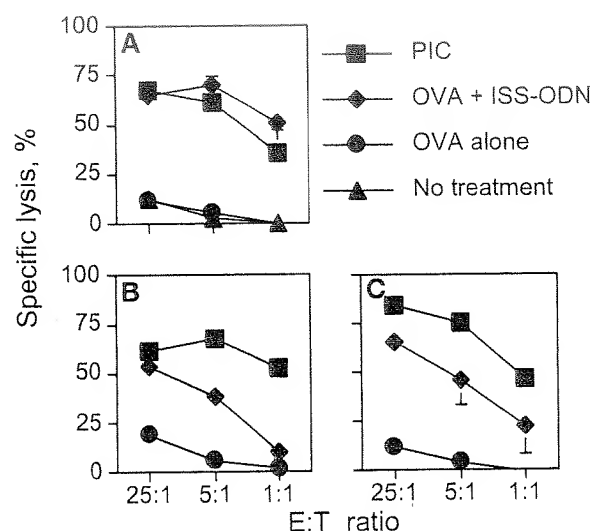 A
PIC
OVA + ISS-ODN
OVA alone
No treatment
Specific lysis, %
100
75
50
25
0
B
100
75
50
25
0
C
25:1 5:1 1:1
25:1 5:1 1:1
E:T ratio